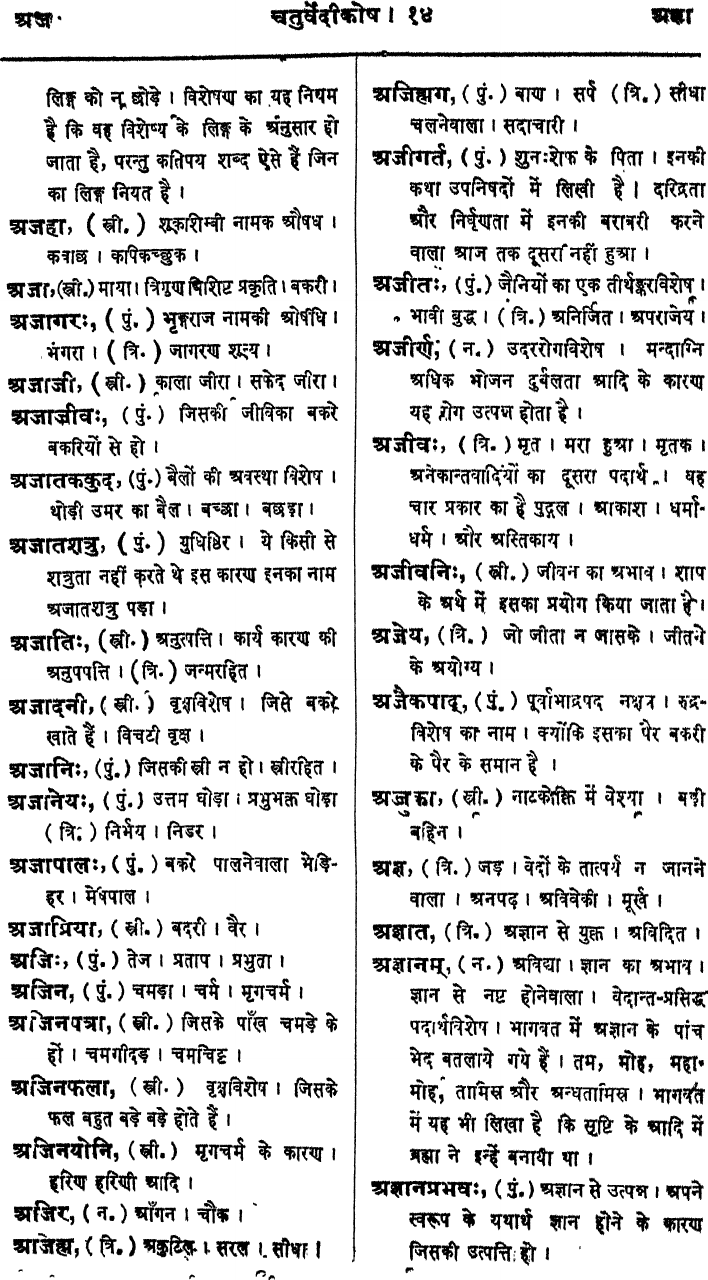 अज
चतुर्वेदीकोष । १४
अज्ञा
लिङ्ग को न छोड़े । विशेषण का यह नियम
है कि वह विशेष्य के लिङ्ग के अनुसार हो
जाता है, परन्तु कतिपय शब्द ऐसे हैं जिन
का लिङ्ग नियत है ।
अजहा, ( स्त्री. ) शूकशिम्बी नामक औषध ।
कवाछ । कपिकच्छुक ।
अजा,(स्त्री.) माया। त्रिगुण विशिष्ट प्रकृति। बकरी।
अजागरः, ( पुं. ) भृङ्गराज नामकी ओषधि ।
भंगरा । ( त्रि. ) जागरण शून्य ।
अजाजी, ( स्त्री. ) काला जीरा । सफेद जीरा ।
अजाजीवः, ( पुं. ) जिसकी जीविका बकरे
बकरियों से हो ।
अजातककुद्, (पुं.) बैलों की अवस्था विशेष ।
थोड़ी उमर का बैल । बच्छा । बछड़ा ।
अजातशत्रु, ( पुं. ) युधिष्ठिर । ये किसी से
शत्रुता नहीं करते थे इस कारण इनका नाम
अजातशत्रु पड़ा ।
अजातिः, (स्त्री.) अनुत्पत्ति । कार्य कारण की
अनुपपत्ति । (त्रि.) जन्मरहित ।
अजादनी, ( स्त्री. ) वृक्षविशेष । जिसे बकरे
खाते हैं । विचटी वृक्ष ।
अजानिः, (पुं.) जिसकी स्त्री न हो। स्त्रीरहित ।
अजानेयः, (पुं.) उत्तम घोड़ा । प्रभुभक्त घोड़ा
( त्रि. ) निर्भय । निडर ।
अजापालः, (पुं.) बकरे पालनेवाला भेड़ि-
हर । मेषपाल ।
अजाप्रिया, ( स्त्री. ) बदरी । वैर ।
अजिः, (पुं.) तेज । प्रताप । प्रभुता ।
अजिन, (पुं.) चमड़ा । चर्म । मृगचर्म ।
अजिनपत्रा, (स्त्री.) जिसके पाँख चमड़े के
हों । चमगीदड़ । चमचिट्ट ।
अजिनफला, (स्त्री.) वृक्षविशेष । जिसके
फल बहुत बड़े बड़े होते हैं ।
अजिनयोनि, (स्त्री.) मृगचर्म के कारण ।
हरिण हरिणी आदि ।
अजिर, (न.) आँगन । चौक ।
अजिह्म, (त्रि.) अकुटिल । सरल । सीधा ।
अजिह्मग, ( पुं. ) बाण । सर्प ( त्रि. ) सीधा
चलनेवाला । सदाचारी ।
अजीगर्त, ( पुं. ) शुनःशेफ के पिता । इनकी
कथा उपनिषदों में लिखी है । दरिद्रता
और निर्घृणता में इनकी बराबरी करने
वाला आज तक दूसरा नहीं हुआ ।
अजीतः, (पुं.) जैनियों का एक तीर्थङ्करविशेष ।
भावी बुद्ध । ( त्रि. ) अनिर्जित । अपराजेय ।
अजीर्ण, ( न. ) उदररोगविशेष । मन्दाग्नि
अधिक भोजन दुर्बलता आदि के कारण
यह रोग उत्पन्न होता है ।
अजीवः, ( त्रि. ) मृत । मरा हुआ । मृतक ।
अनेकान्तवादियों का दूसरा पदार्थ । यह
चार प्रकार का है पुद्गल । आकाश । धर्मा-
धर्म । और अस्तिकाय ।
अजीवनिः, (स्त्री.) जीवन का अभाव । शाप
के अर्थ में इसका प्रयोग किया जाता है।
अजेय, (त्रि.) जो जीता न जासके । जीतने
के अयोग्य ।
अजैकपाद्, (पुं.) पूर्वाभाद्रपद नक्षत्र । रुद्र-
विशेष का नाम । क्योंकि इसका पैर बकरी
के पैर के समान है ।
अज्जुका, (स्त्री.) नाटकोक्ति में वेश्या । बड़ी
बहिन ।
अज्ञ, (त्रि.) जड़ । वेदों के तात्पर्य न जानने
वाला । अनपढ़ । अविवेकी । मूर्ख ।
अज्ञात, (त्रि.) अज्ञान से युक्त । अविदित ।
अज्ञानम्, (न.) अविद्या । ज्ञान का अभाव ।
ज्ञान से नष्ट होनेवाला । वेदान्त-प्रसिद्ध
पदार्थविशेष । भागवत में अज्ञान के पांच
भेद बतलाये गये हैं । तम, मोह, महा-
मोह, तामिस्र और अन्धतामिस्र । भागवत
में यह भी लिखा है कि सृष्टि के आदि में
ब्रह्मा ने इन्हें बनाया था ।
अज्ञानप्रभवः, (पुं.) अज्ञान से उत्पन्न । अपने
स्वरूप के यथार्थ ज्ञान होने के कारण
जिसकी उत्पत्ति हो ।